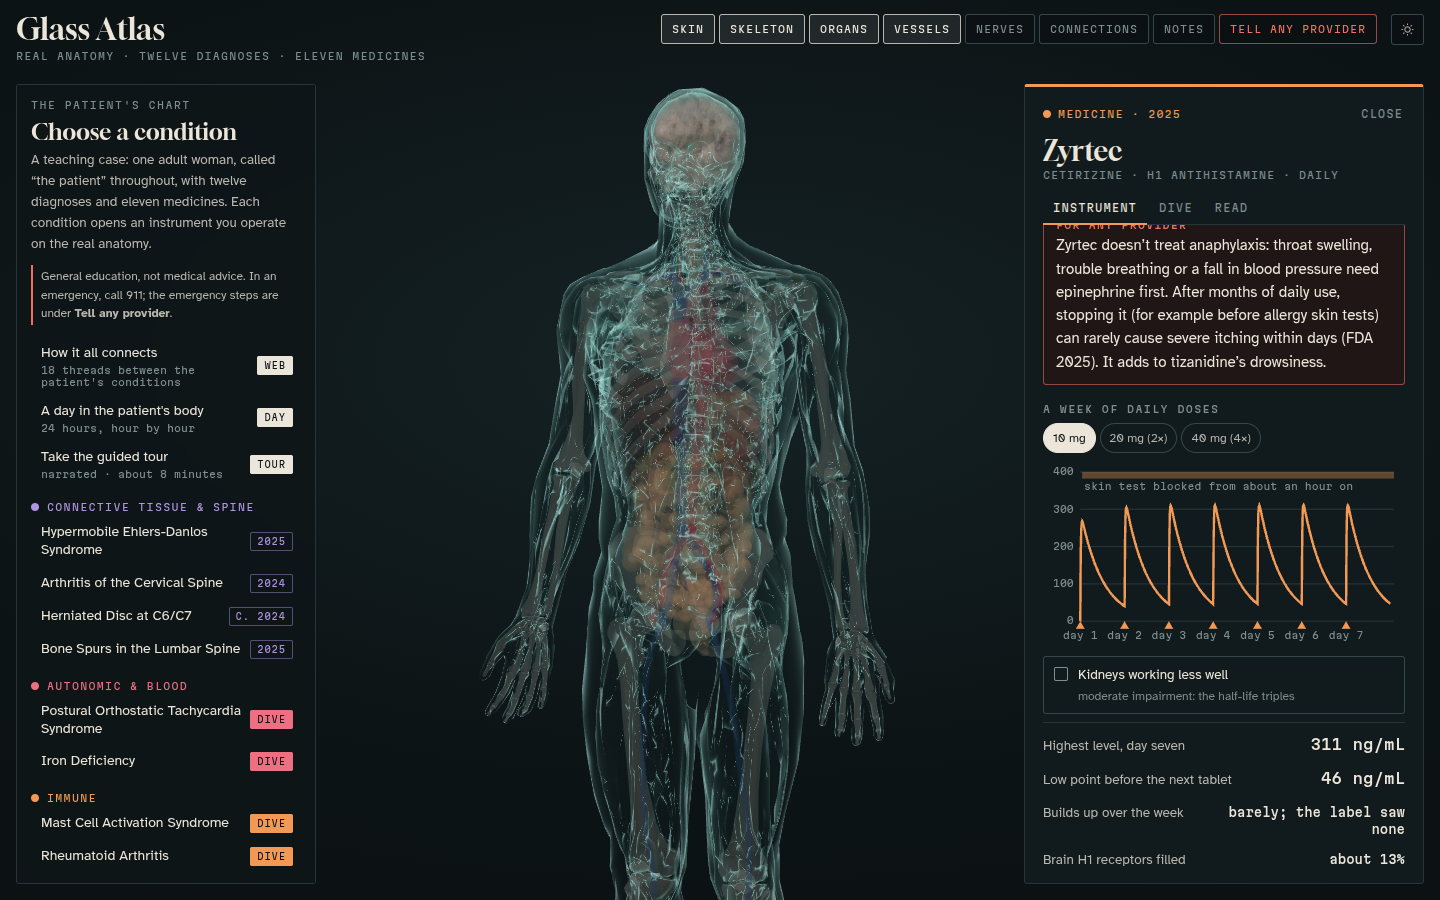 Glass Atlas
REAL ANATOMY · TWELVE DIAGNOSES · ELEVEN MEDICINES
SKIN
SKELETON
ORGANS
VESSELS
NERVES
CONNECTIONS
NOTES
TELL ANY PROVIDER
THE PATIENT'S CHART
Choose a condition
A teaching case: one adult woman, called
“the patient” throughout, with twelve
diagnoses and eleven medicines. Each
condition opens an instrument you operate
on the real anatomy.
General education, not medical advice. In an
emergency, call 911; the emergency steps are
under Tell any provider.
How it all connects
18 threads between the
patient's conditions
WEB
A day in the patient's body
24 hours, hour by hour
DAY
Take the guided tour
narrated · about 8 minutes
TOUR
CONNECTIVE TISSUE & SPINE
Hypermobile Ehlers-Danlos
Syndrome
2025
Arthritis of the Cervical Spine
2024
Herniated Disc at C6/C7
C. 2024
Bone Spurs in the Lumbar Spine
2025
AUTONOMIC & BLOOD
Postural Orthostatic Tachycardia
Syndrome
DIVE
Iron Deficiency
DIVE
IMMUNE
Mast Cell Activation Syndrome
DIVE
Rheumatoid Arthritis
DIVE
MEDICINE · 2025
CLOSE
Zyrtec
CETIRIZINE · H1 ANTIHISTAMINE · DAILY
INSTRUMENT
DIVE
READ
FOR ANY PROVIDER
Zyrtec doesn't treat anaphylaxis: throat swelling,
trouble breathing or a fall in blood pressure need
epinephrine first. After months of daily use,
stopping it (for example before allergy skin tests)
can rarely cause severe itching within days (FDA
2025). It adds to tizanidine's drowsiness.
A WEEK OF DAILY DOSES
10 mg
20 mg (2×)
40 mg (4×)
400
skin test blocked from about an hour on
300
200
100
0
day 1 day 2 day 3 day 4 day 5 day 6 day 7
Kidneys working less well
moderate impairment: the half-life triples
Highest level, day seven
311 ng/mL
Low point before the next tablet
46 ng/mL
Builds up over the week
barely; the label saw
none
Brain H1 receptors filled
about 13%